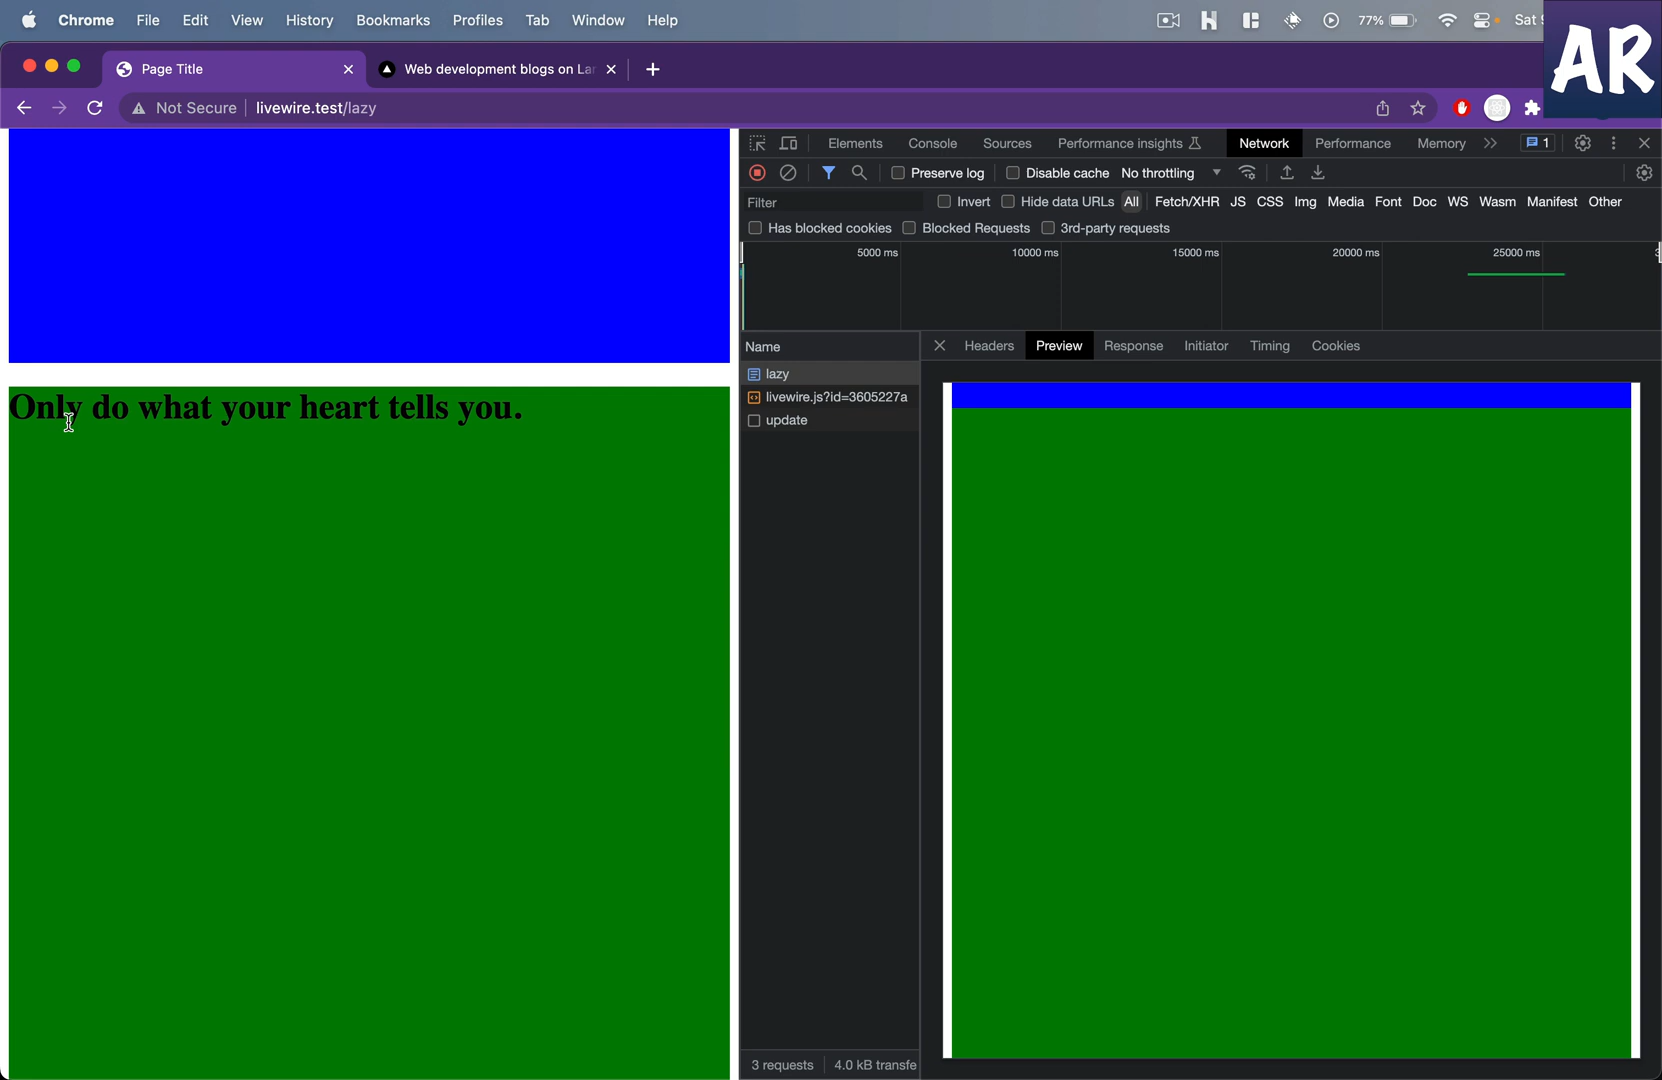 Chrome File Edit View History Bookmarks Profiles Tab Window Help 77% Sat
AR
Page Title Web development blogs on La
Not Secure livewire.test/lazy
Elements Console Sources Performance insights Network Performance Memory 1
Preserve log Disable cache No throttling
Filter Invert Hide data URLs All Fetch/XHR JS CSS Img Media Font Doc WS Wasm Manifest Other
Has blocked cookies Blocked Requests 3rd-party requests
5000 ms 10000 ms 15000 ms 20000 ms 25000 ms
Name Headers Preview Response Initiator Timing Cookies
lazy
livewire.js?id=3605227a
update
Only do what your heart tells you.
3 requests 4.0 kB transfe